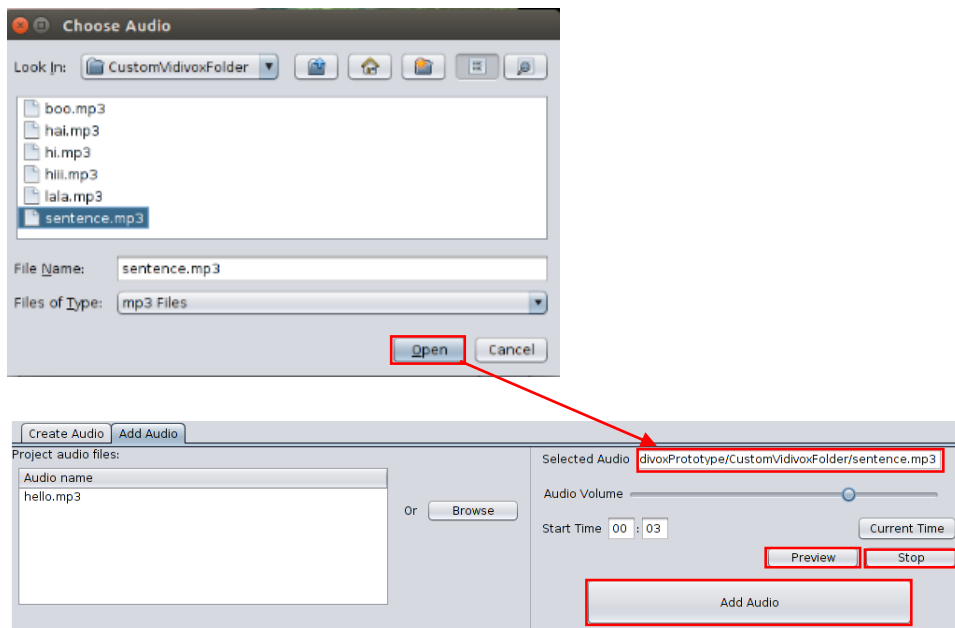 Choose Audio
Look In: CustomVidivoxFolder
boo.mp3
hai.mp3
hi.mp3
hiii.mp3
lala.mp3
sentence.mp3
File Name: sentence.mp3
Files of Type: mp3 Files
Open Cancel
Create Audio Add Audio
Project audio files:
Audio name
hello.mp3
Or Browse
Selected Audio divoxPrototype/CustomVidivoxFolder/sentence.mp3
Audio Volume
Start Time 00 : 03 Current Time
Preview Stop
Add Audio